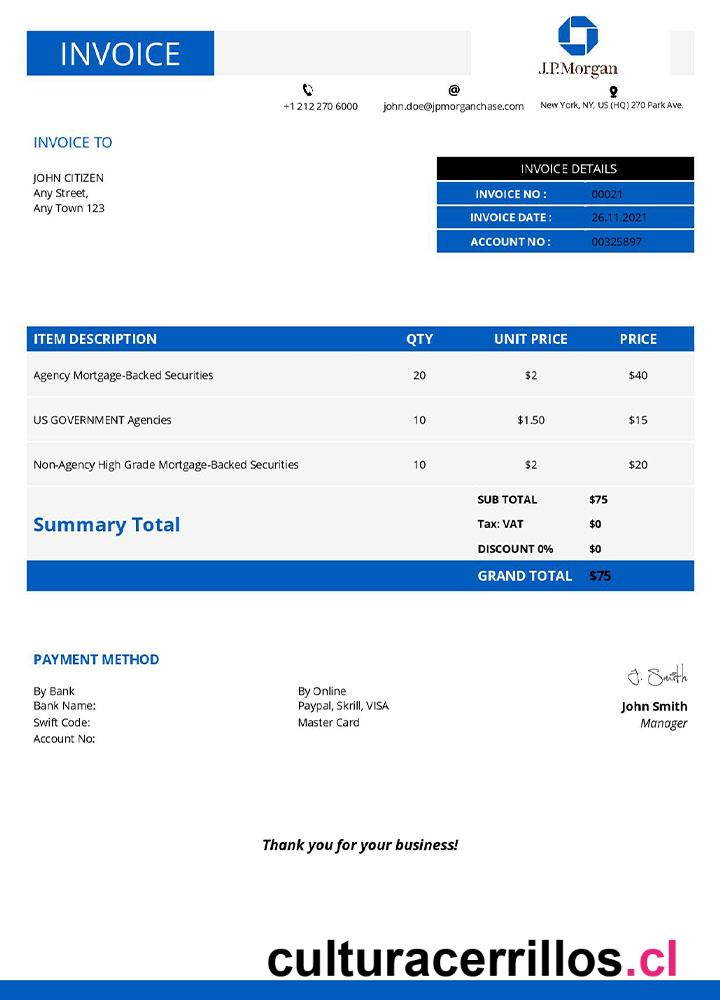 INVOICE
J.P.Morgan
+1 212 270 6000
john.doe@jpmorganchase.com
New York, NY, US (HQ) 270 Park Ave.
INVOICE TO
JOHN CITIZEN
Any Street,
Any Town 123
INVOICE DETAILS
INVOICE NO : 00021
INVOICE DATE : 26.11.2021
ACCOUNT NO : 00325897
ITEM DESCRIPTION QTY UNIT PRICE PRICE
Agency Mortgage-Backed Securities 20 $2 $40
US GOVERNMENT Agencies 10 $1.50 $15
Non-Agency High Grade Mortgage-Backed Securities 10 $2 $20
Summary Total
SUB TOTAL $75
Tax: VAT $0
DISCOUNT 0% $0
GRAND TOTAL $75
PAYMENT METHOD
By Bank
Bank Name:
Swift Code:
Account No:
By Online
Paypal, Skrill, VISA
Master Card
J. Smith
John Smith
Manager
Thank you for your business!
culturacerrillos.cl